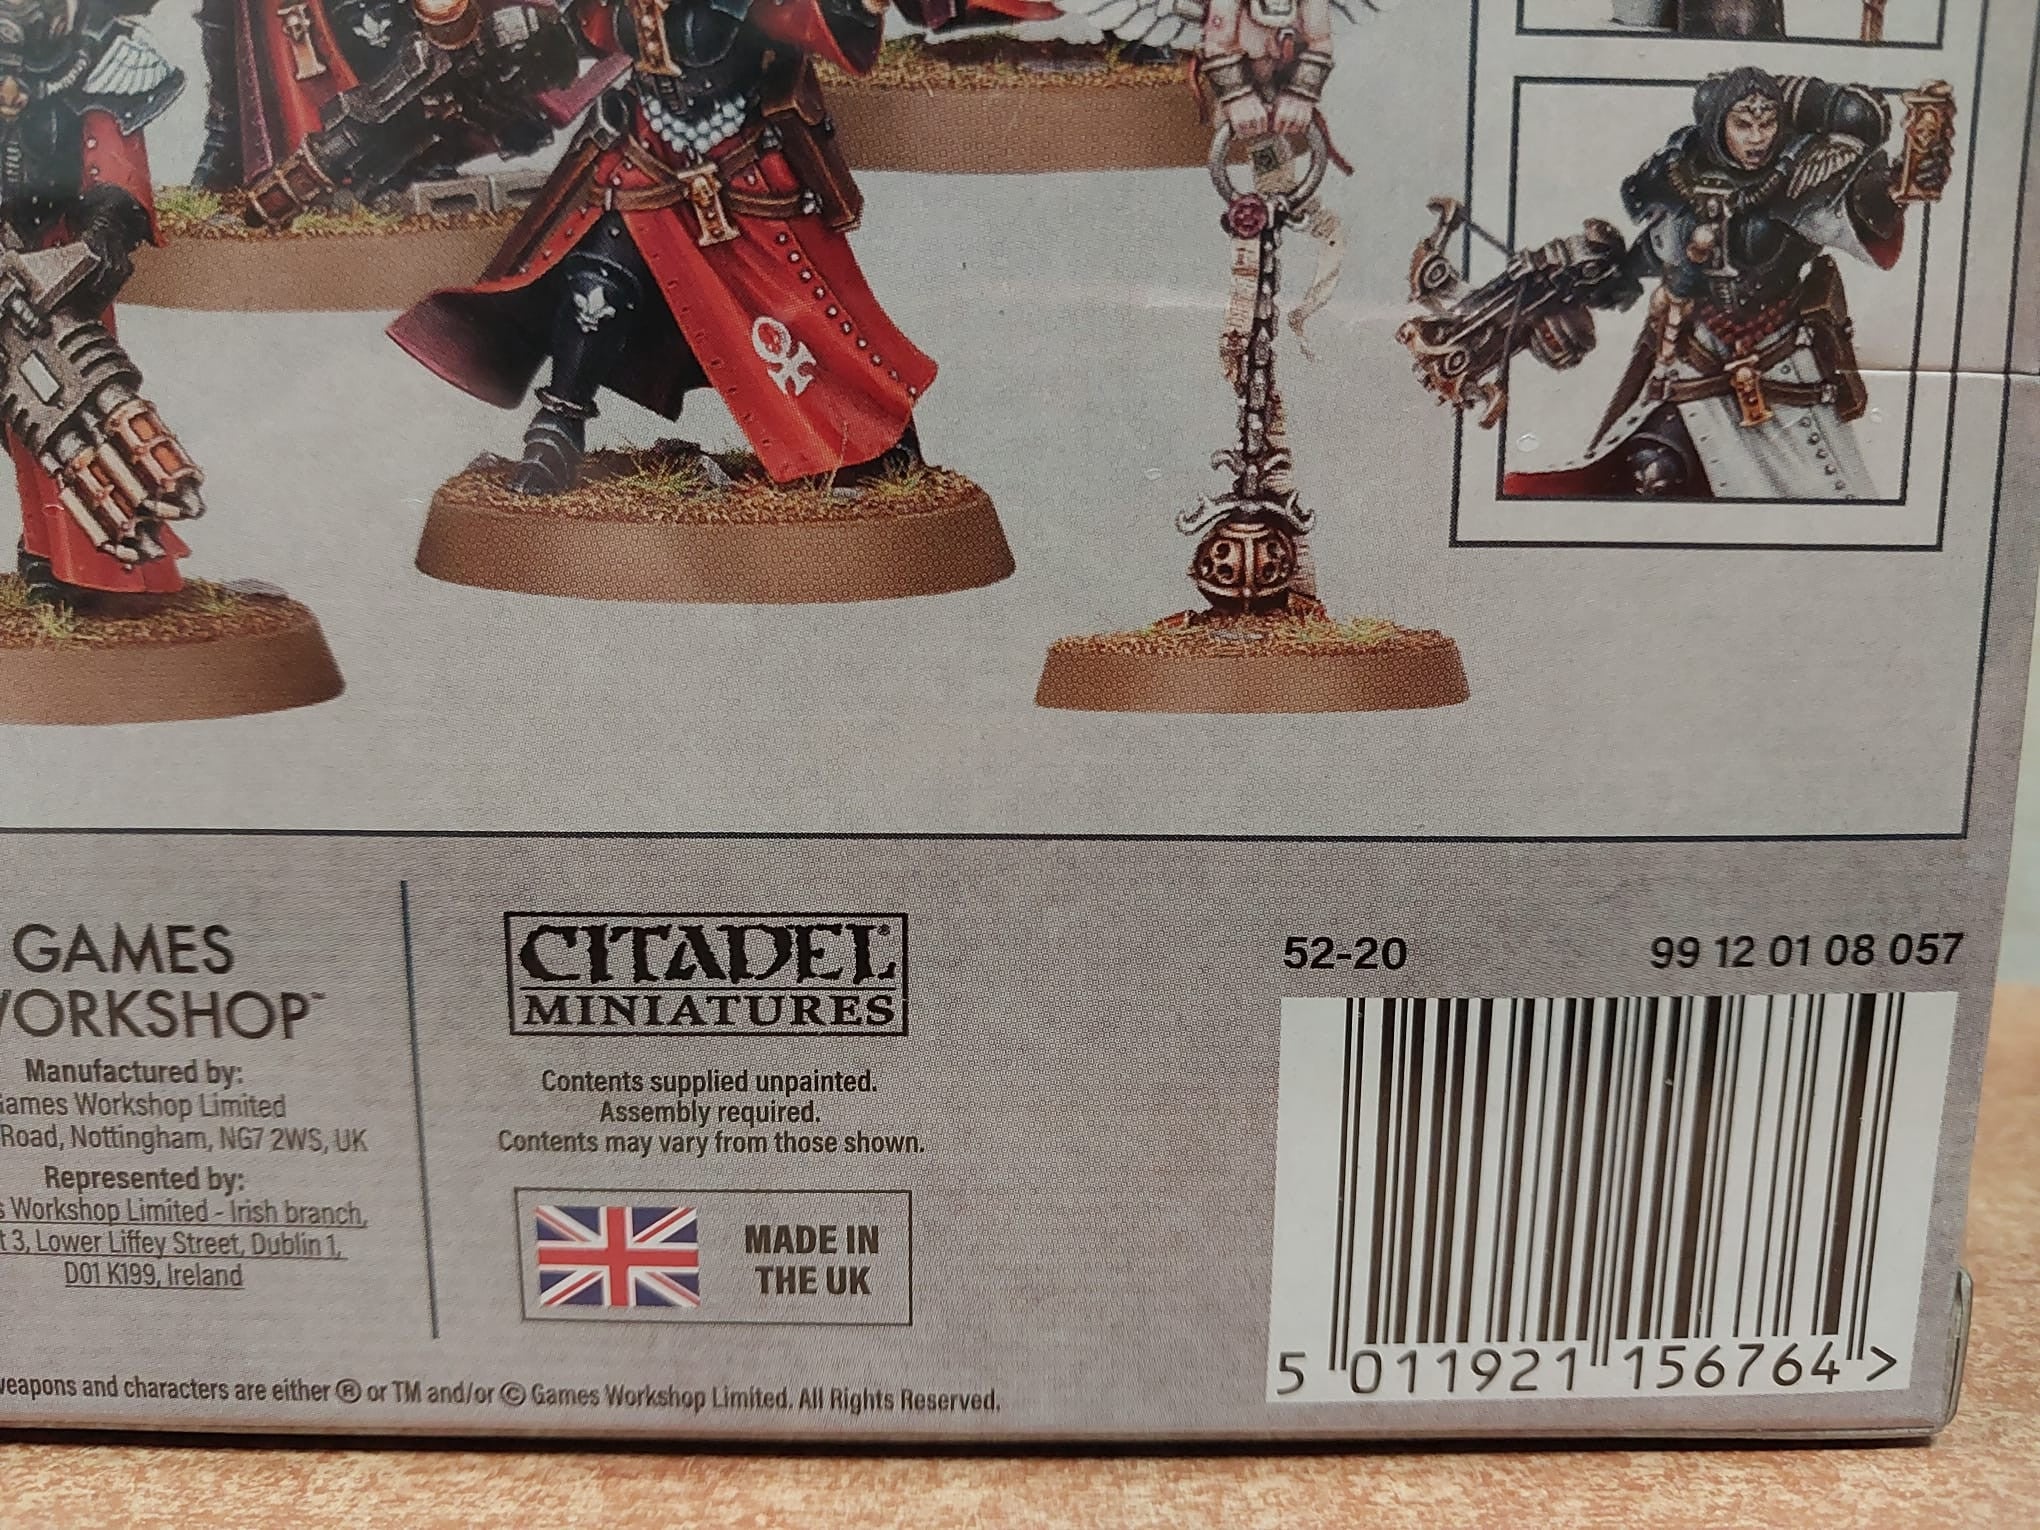 GAMES
WORKSHOP™
Manufactured by:
Games Workshop Limited
Road, Nottingham, NG7 2WS, UK
Represented by:
Workshop Limited - Irish branch,
3, Lower Liffey Street, Dublin 1,
D01 K199, Ireland
CITADEL®
MINIATURES
Contents supplied unpainted.
Assembly required.
Contents may vary from those shown.
MADE IN
THE UK
52-20 99 12 01 08 057
5 011921 156764 >
weapons and characters are either ® or TM and/or © Games Workshop Limited. All Rights Reserved.